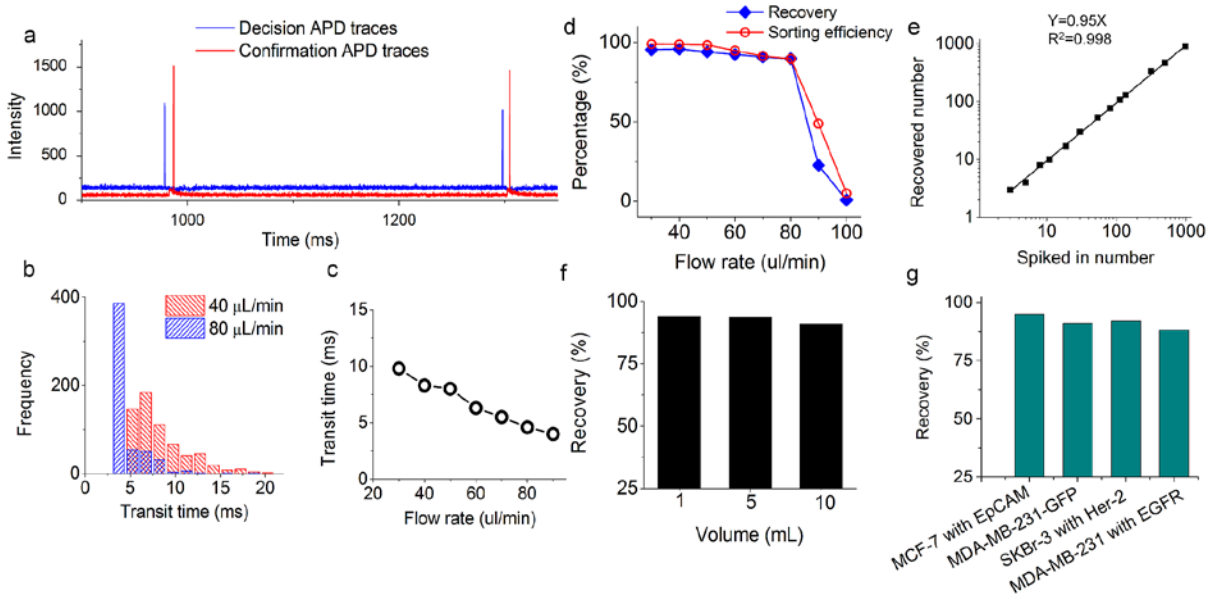 a
Decision APD traces
Confirmation APD traces
1500
1000
500
0
Intensity
1000
1200
Time (ms)
b
40 μL/min
80 μL/min
400
200
0
Frequency
0
5
10
15
20
Transit time (ms)
c
15
10
5
0
Transit time (ms)
20
40
60
80
Flow rate (ul/min)
d
Recovery
Sorting efficiency
100
50
0
Percentage (%)
40
60
80
100
Flow rate (ul/min)
e
Y=0.95X
R²=0.998
1000
100
10
1
Recovered number
10
100
1000
Spiked in number
f
100
75
50
25
Recovery (%)
1
5
10
Volume (mL)
g
100
75
50
25
Recovery (%)
MCF-7 with EpCAM
MDA-MB-231-GFP
SKBr-3 with Her-2
MDA-MB-231 with EGFR